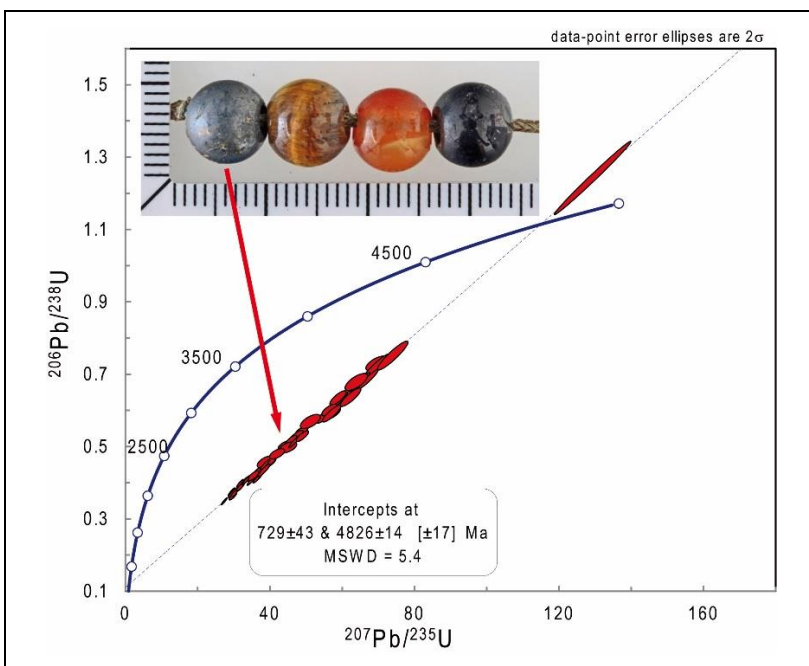 data-point error ellipses are 2σ
1.5
1.3
1.1
0.9
0.7
0.5
0.3
0.1
4500
3500
2500
206Pb/238U
Intercepts at
729±43 & 4826±14 [±17] Ma
MSWD = 5.4
0
40
80
120
160
207Pb/235U